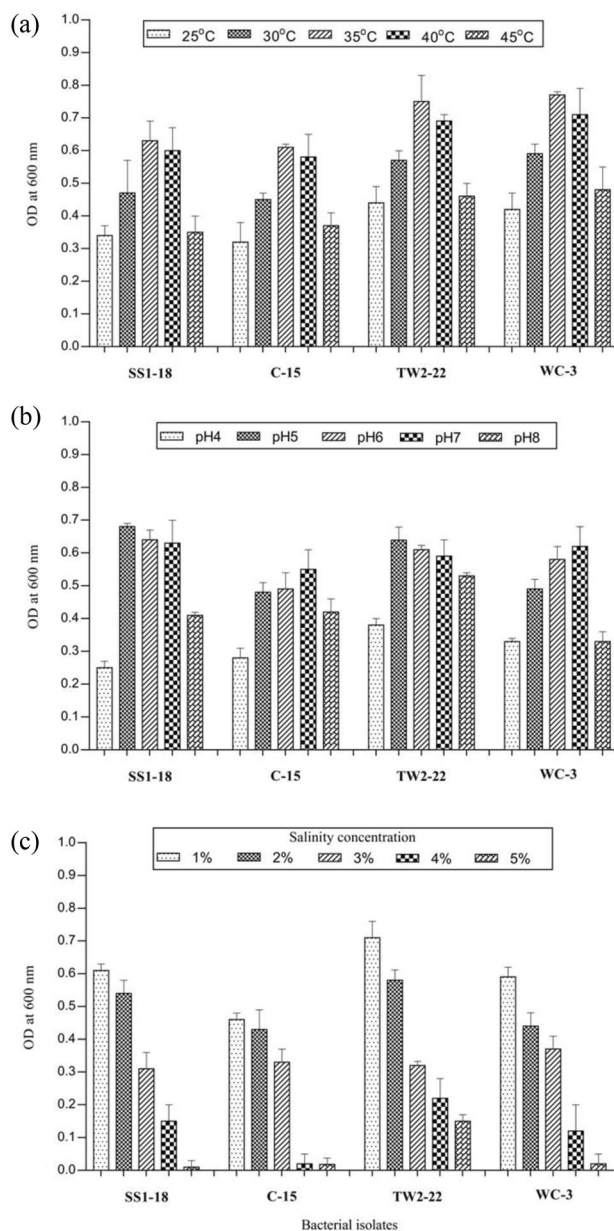 (a)
25°C 30°C 35°C 40°C 45°C
1.0
0.9
0.8
0.7
0.6
0.5
0.4
0.3
0.2
0.1
0.0
OD at 600 nm
SS1-18 C-15 TW2-22 WC-3
(b)
pH4 pH5 pH6 pH7 pH8
1.0
0.9
0.8
0.7
0.6
0.5
0.4
0.3
0.2
0.1
0.0
OD at 600 nm
SS1-18 C-15 TW2-22 WC-3
(c)
Salinity concentration
1% 2% 3% 4% 5%
1.0
0.9
0.8
0.7
0.6
0.5
0.4
0.3
0.2
0.1
0.0
OD at 600 nm
SS1-18 C-15 TW2-22 WC-3
Bacterial isolates